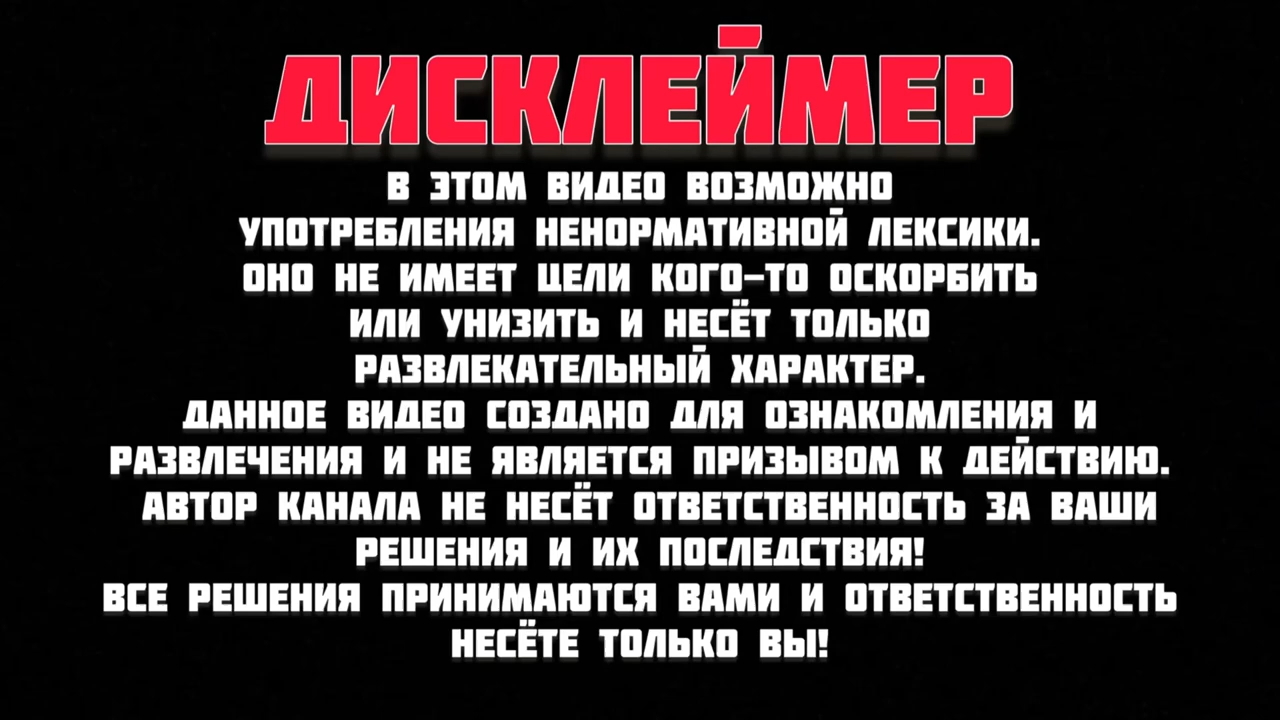 ДИСКЛЕЙМЕР
В ЭТОМ ВИДЕО ВОЗМОЖНО
УПОТРЕБЛЕНИЯ НЕНОРМАТИВНОЙ ЛЕКСИКИ.
ОНО НЕ ИМЕЕТ ЦЕЛИ КОГО-ТО ОСКОРБИТЬ
ИЛИ УНИЗИТЬ И НЕСЁТ ТОЛЬКО
РАЗВЛЕКАТЕЛЬНЫЙ ХАРАКТЕР.
ДАННОЕ ВИДЕО СОЗДАНО ДЛЯ ОЗНАКОМЛЕНИЯ И
РАЗВЛЕЧЕНИЯ И НЕ ЯВЛЯЕТСЯ ПРИЗЫВОМ К ДЕЙСТВИЮ.
АВТОР КАНАЛА НЕ НЕСЁТ ОТВЕТСТВЕННОСТЬ ЗА ВАШИ
РЕШЕНИЯ И ИХ ПОСЛЕДСТВИЯ!
ВСЕ РЕШЕНИЯ ПРИНИМАЮТСЯ ВАМИ И ОТВЕТСТВЕННОСТЬ
НЕСЁТЕ ТОЛЬКО ВЫ!